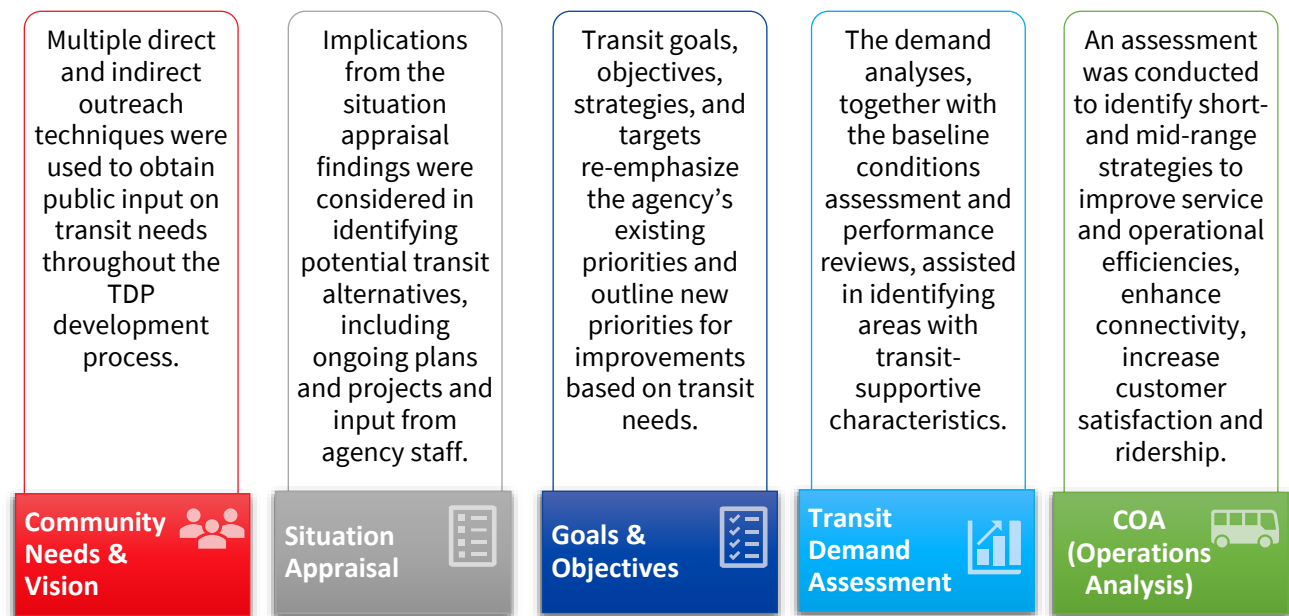 Multiple direct
and indirect
outreach
techniques were
used to obtain
public input on
transit needs
throughout the
TDP
development
process.
Community
Needs &
Vision
Implications
from the
situation
appraisal
findings were
considered in
identifying
potential transit
alternatives,
including
ongoing plans
and projects and
input from
agency staff.
Situation
Appraisal
Transit goals,
objectives,
strategies, and
targets
re-emphasize
the agency’s
existing
priorities and
outline new
priorities for
improvements
based on transit
needs.
Goals &
Objectives
The demand
analyses,
together with
the baseline
conditions
assessment and
performance
reviews, assisted
in identifying
areas with
transit-
supportive
characteristics.
Transit
Demand
Assessment
An assessment
was conducted
to identify short-
and mid-range
strategies to
improve service
and operational
efficiencies,
enhance
connectivity,
increase
customer
satisfaction and
ridership.
COA
(Operations
Analysis)